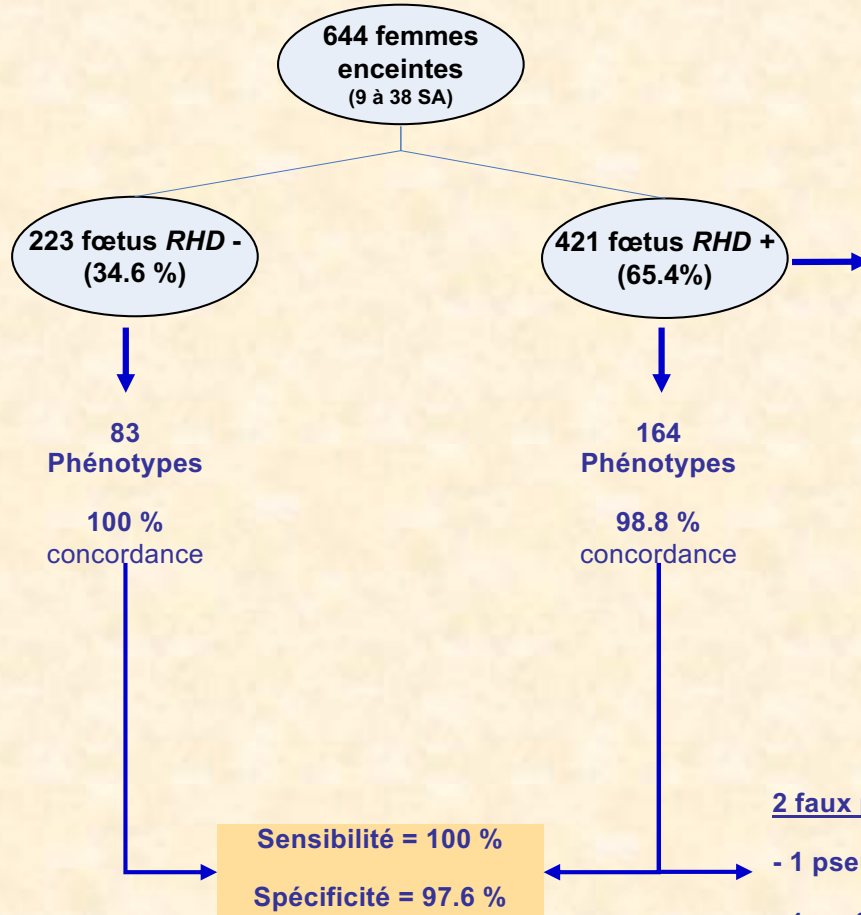 644 femmes
enceintes
(9 à 38 SA)
223 fœtus RHD -
(34.6 %)
421 fœtus RHD +
(65.4%)
83
Phénotypes
100 %
concordance
164
Phénotypes
98.8 %
concordance
Sensibilité = 100 %
Spécificité = 97.6 %
2 faux
- 1